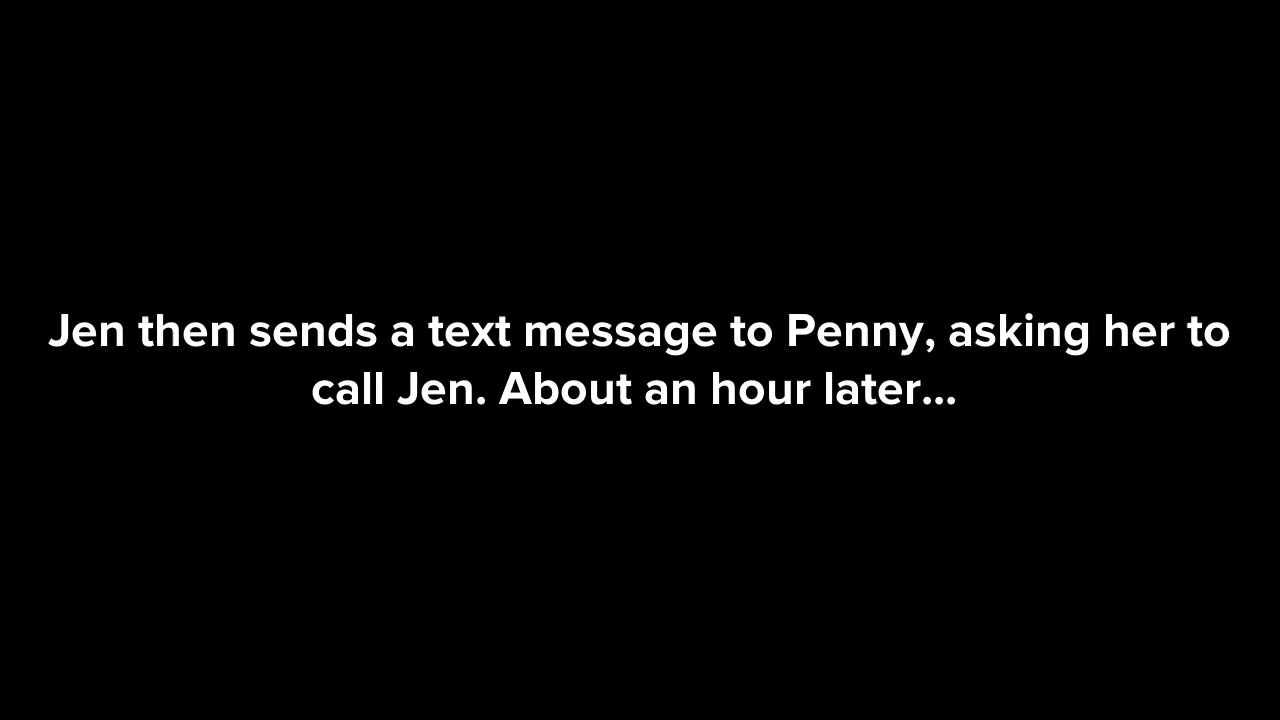 Jen then sends a text message to Penny, asking her to
call Jen. About an hour later...